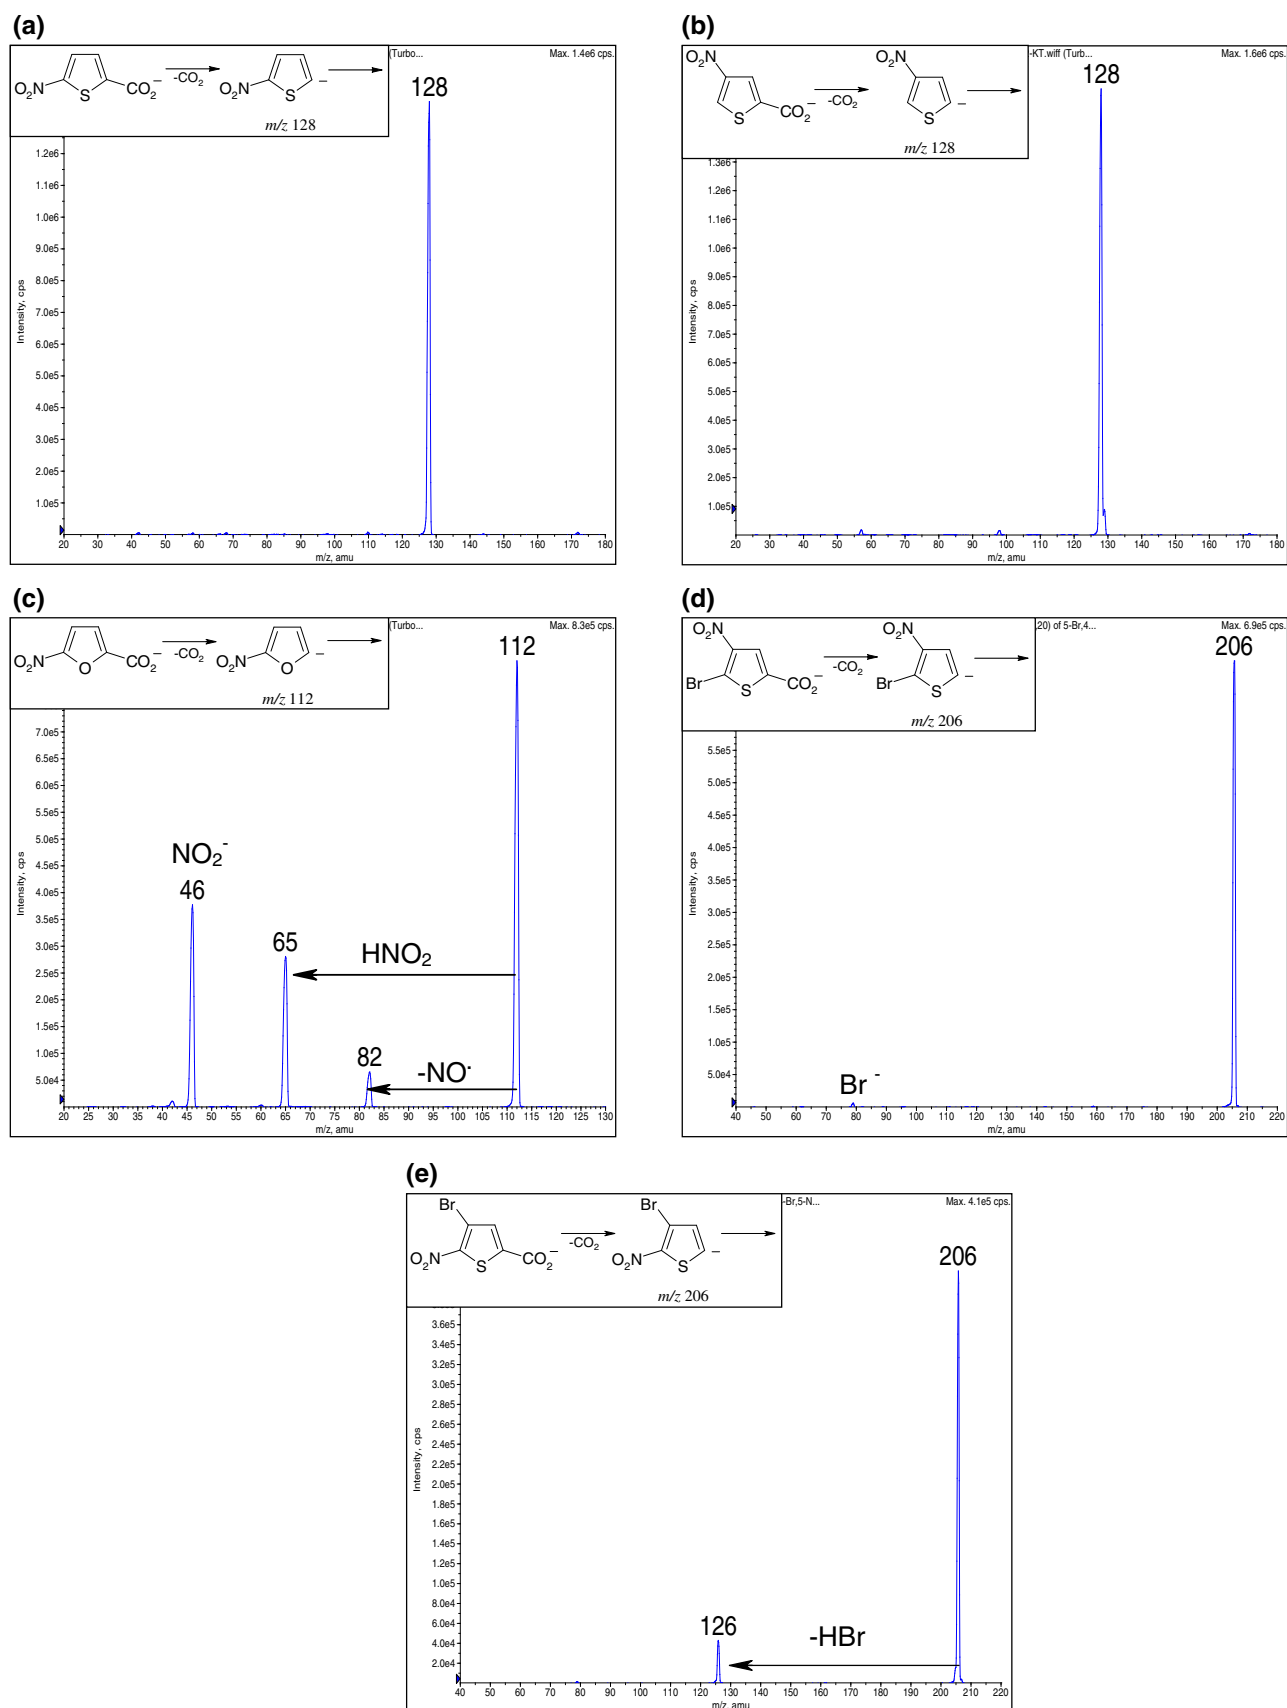 (a)
(Turbo...
Max. 1.4e6 cps.
O2N S CO2−
-CO2
O2N S −
m/z 128
128
1.2e6
1.1e6
1.0e6
9.0e5
8.0e5
7.0e5
6.0e5
5.0e5
4.0e5
3.0e5
2.0e5
1.0e5
Intensity, cps
20 30 40 50 60 70 80 90 100 110 120 130 140 150 160 170 180
m/z, amu
(b)
-KT.wiff (Turb...
Max. 1.6e6 cps.
O2N S CO2−
-CO2
O2N S −
m/z 128
128
1.3e6
1.2e6
1.1e6
1.0e6
9.0e5
8.0e5
7.0e5
6.0e5
5.0e5
4.0e5
3.0e5
2.0e5
1.0e5
Intensity, cps
20 30 40 50 60 70 80 90 100 110 120 130 140 150 160 170 180
m/z, amu
(c)
(Turbo...
Max. 8.3e5 cps.
O2N O CO2−
-CO2
O2N O −
m/z 112
112
7.0e5
6.5e5
6.0e5
5.5e5
5.0e5
4.5e5
4.0e5
3.5e5
3.0e5
2.5e5
2.0e5
1.5e5
1.0e5
5.0e4
Intensity, cps
NO2-
46
65
HNO2
82
-NO·
20 25 30 35 40 45 50 55 60 65 70 75 80 85 90 95 100 105 110 115 120 125 130
m/z, amu
(d)
,20) of 5-Br,4...
Max. 6.9e5 cps.
O2N Br S CO2−
-CO2
O2N Br S −
m/z 206
206
5.5e5
5.0e5
4.5e5
4.0e5
3.5e5
3.0e5
2.5e5
2.0e5
1.5e5
1.0e5
5.0e4
Intensity, cps
Br -
40 50 60 70 80 90 100 110 120 130 140 150 160 170 180 190 200 210 220
m/z, amu
(e)
-Br,5-N...
Max. 4.1e5 cps.
Br O2N S CO2−
-CO2
Br O2N S −
m/z 206
206
3.6e5
3.4e5
3.2e5
3.0e5
2.8e5
2.6e5
2.4e5
2.2e5
2.0e5
1.8e5
1.6e5
1.4e5
1.2e5
1.0e5
8.0e4
6.0e4
4.0e4
2.0e4
Intensity, cps
126
-HBr
40 50 60 70 80 90 100 110 120 130 140 150 160 170 180 190 200 210 220
m/z, amu